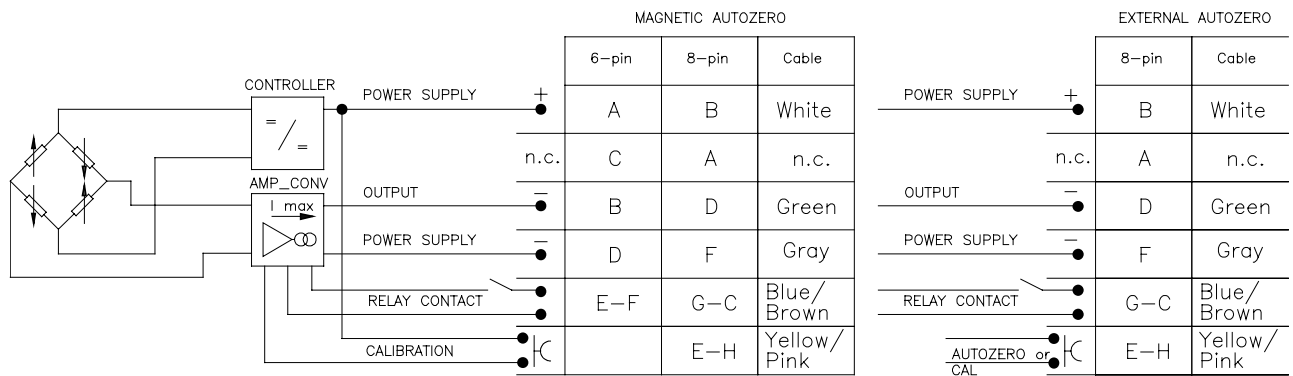 MAGNETIC AUTOZERO
EXTERNAL AUTOZERO
6-pin 8-pin Cable
8-pin Cable
CONTROLLER
= / =
POWER SUPPLY + A B White
POWER SUPPLY + B White
n.c. C A n.c.
n.c. A n.c.
AMP_CONV
I max
OUTPUT - B D Green
OUTPUT - D Green
POWER SUPPLY - D F Gray
POWER SUPPLY - F Gray
RELAY CONTACT E-F G-C Blue/
Brown
RELAY CONTACT G-C Blue/
Brown
CALIBRATION E-H Yellow/
Pink
AUTOZERO or
CAL
E-H Yellow/
Pink